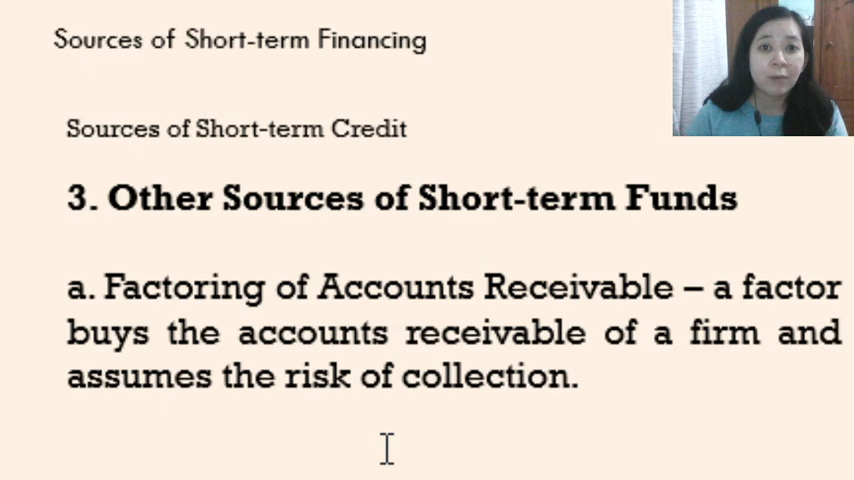 Sources of Short-term Financing
Sources of Short-term Credit
3. Other Sources of Short-term Funds
a. Factoring of Accounts Receivable – a factor
buys the accounts receivable of a firm and
assumes the risk of collection.